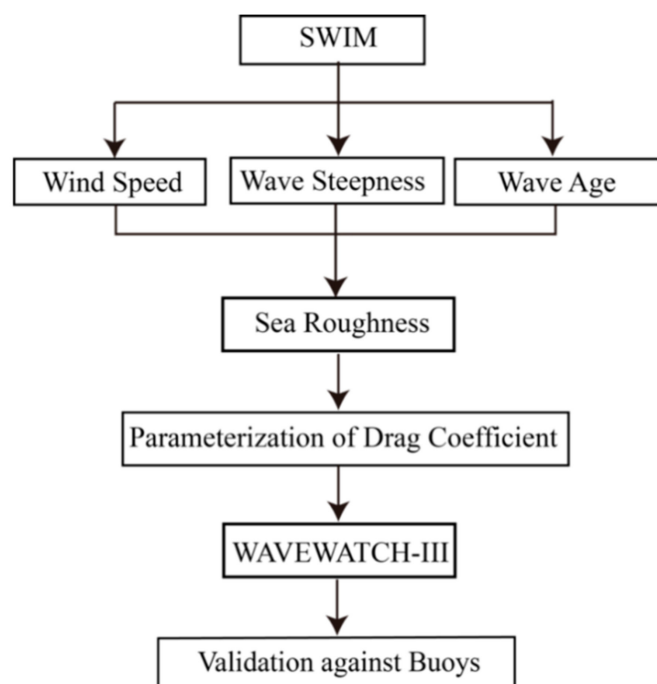 SWIM
Wind Speed
Wave Steepness
Wave Age
Sea Roughness
Parameterization of Drag Coefficient
WAVEWATCH-III
Validation against Buoys